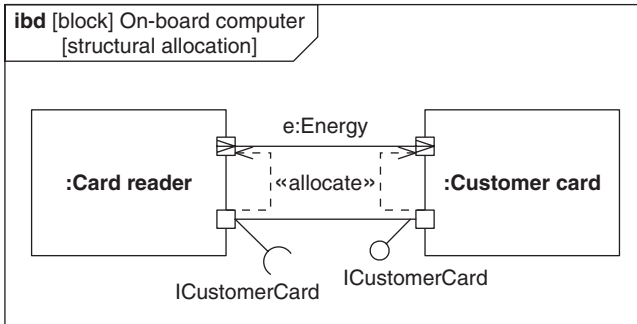 ibd [block] On-board computer
[structural allocation]
e:Energy
:Card reader
«allocate»
:Customer card
ICustomerCard
ICustomerCard